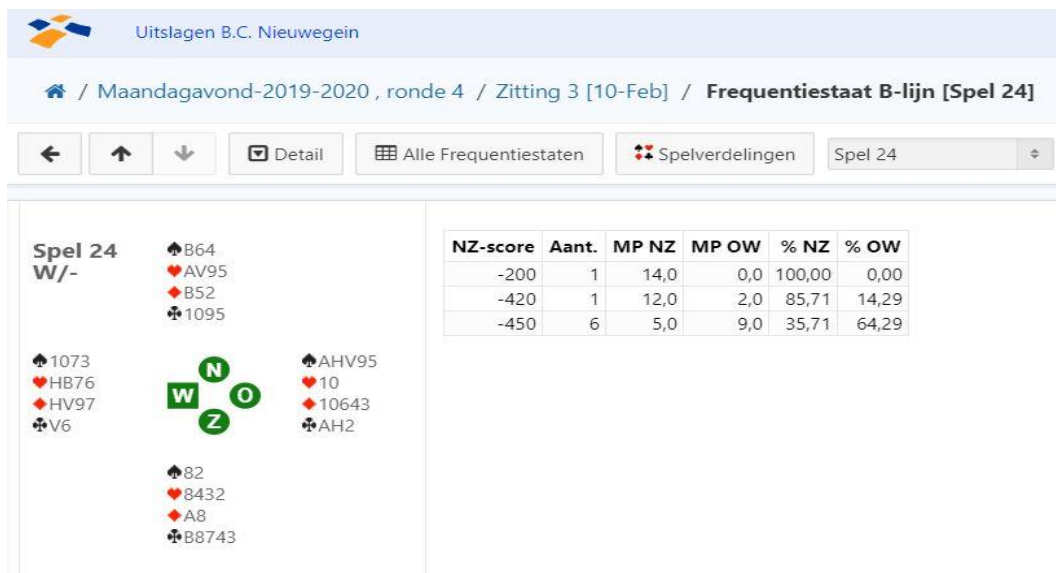 Uitslagen B.C. Nieuwegein
/ Maandagavond-2019-2020 , ronde 4 / Zitting 3 [10-Feb] / Frequentiestaat B-lijn [Spel 24]
Detail Alle Frequentiestaten Spelverdelingen Spel 24
Spel 24
W/-
♠B64
♥AV95
♦B52
♣1095
♠1073
♥HB76
♦HV97
♣V6
N
W O
Z
♠AHV95
♥10
♦10643
♣AH2
♠82
♥8432
♦A8
♣B8743
NZ-score Aant. MP NZ MP OW % NZ % OW
-200 1 14,0 0,0 100,00 0,00
-420 1 12,0 2,0 85,71 14,29
-450 6 5,0 9,0 35,71 64,29